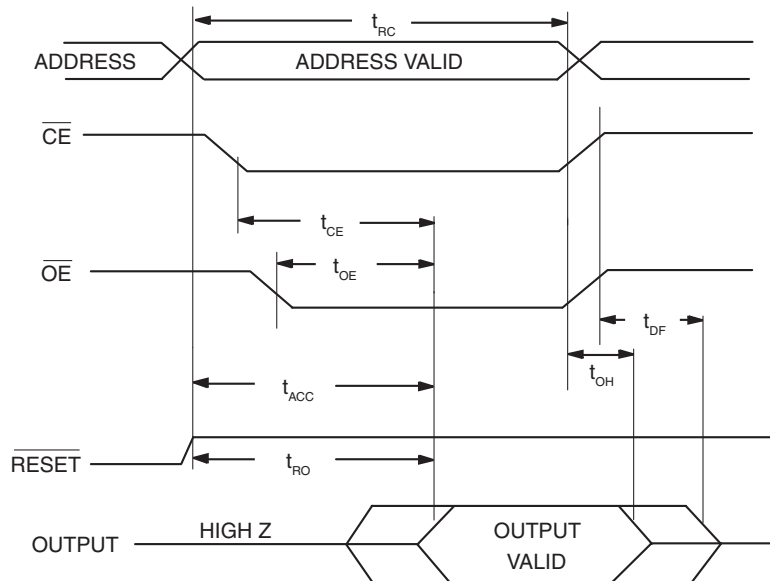 tRC
ADDRESS
ADDRESS VALID
CE
tCE
tOE
OE
tDF
tOH
tACC
RESET
tRO
HIGH Z
OUTPUT
OUTPUT
VALID